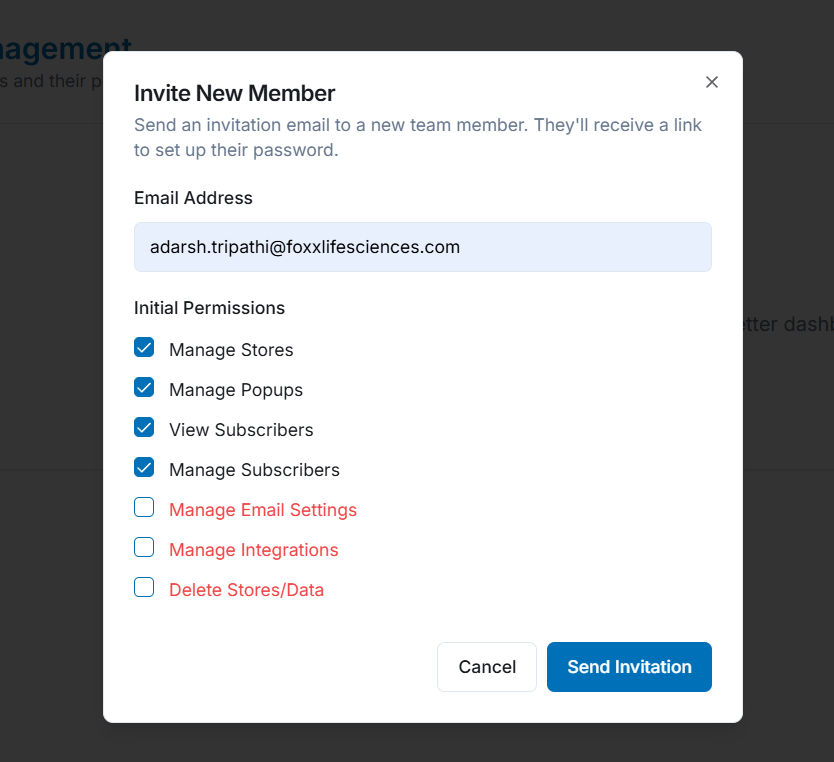 agement
s and their p
Invite New Member
Send an invitation email to a new team member. They'll receive a link
to set up their password.
Email Address
adarsh.tripathi@foxxlifesciences.com
Initial Permissions
etter dashb
Manage Stores
Manage Popups
View Subscribers
Manage Subscribers
Manage Email Settings
Manage Integrations
Delete Stores/Data
Cancel
Send Invitation